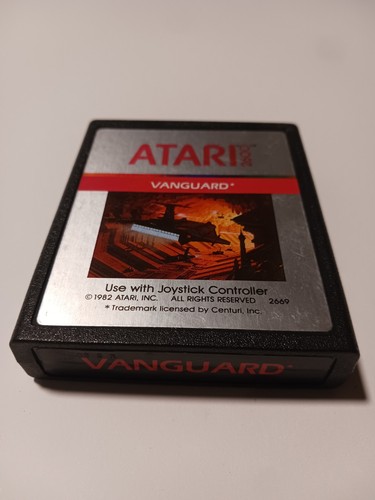 ATARI 2600
VANGUARD*
Use with Joystick Controller
© 1982 ATARI, INC. ALL RIGHTS RESERVED 2669
* Trademark licensed by Centuri, Inc.
VANGUARD*